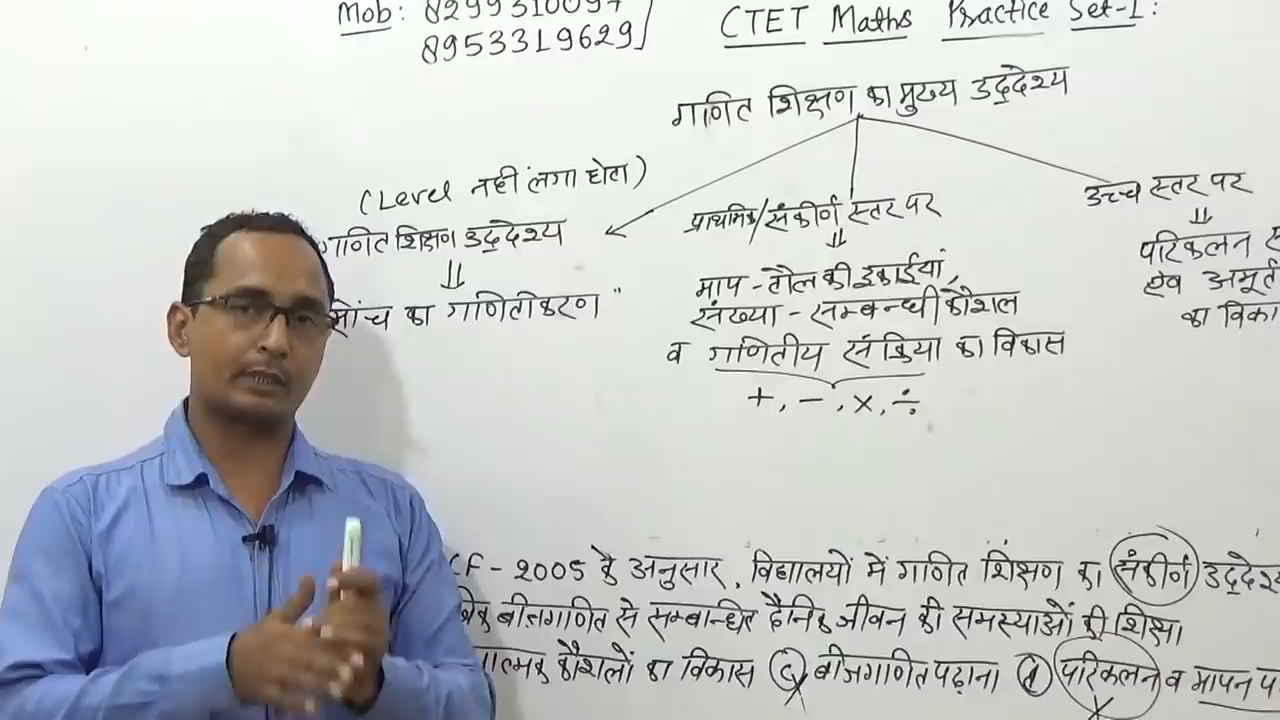 Mob: 8299310097
8953319629
CTET Maths Practice Set-1:
गणित शिक्षण का मुख्य उद्देश्य
(Level नहीं लगा होता)
गणित शिक्षण उद्देश्य
⇓
का गणितीकरण"
प्राथमिक/संकीर्ण स्तर पर
⇓
माप-तौल की इकाईयां,
संख्या-सम्बन्धी कौशल
व गणितीय संक्रिया का विकास
+, -, ×, ÷
उच्च स्तर पर
⇓
परिकलन
एंव अमूर्त
का विका
CF-2005 के अनुसार, विद्यालयों में गणित शिक्षण का संकीर्ण उद्देश्य
बीजगणित से सम्बन्धित दैनिक जीवन की समस्याओं की शिक्षा
कौशलों का विकास (c) बीजगणित पढ़ाना (d) परिकलन व मापन